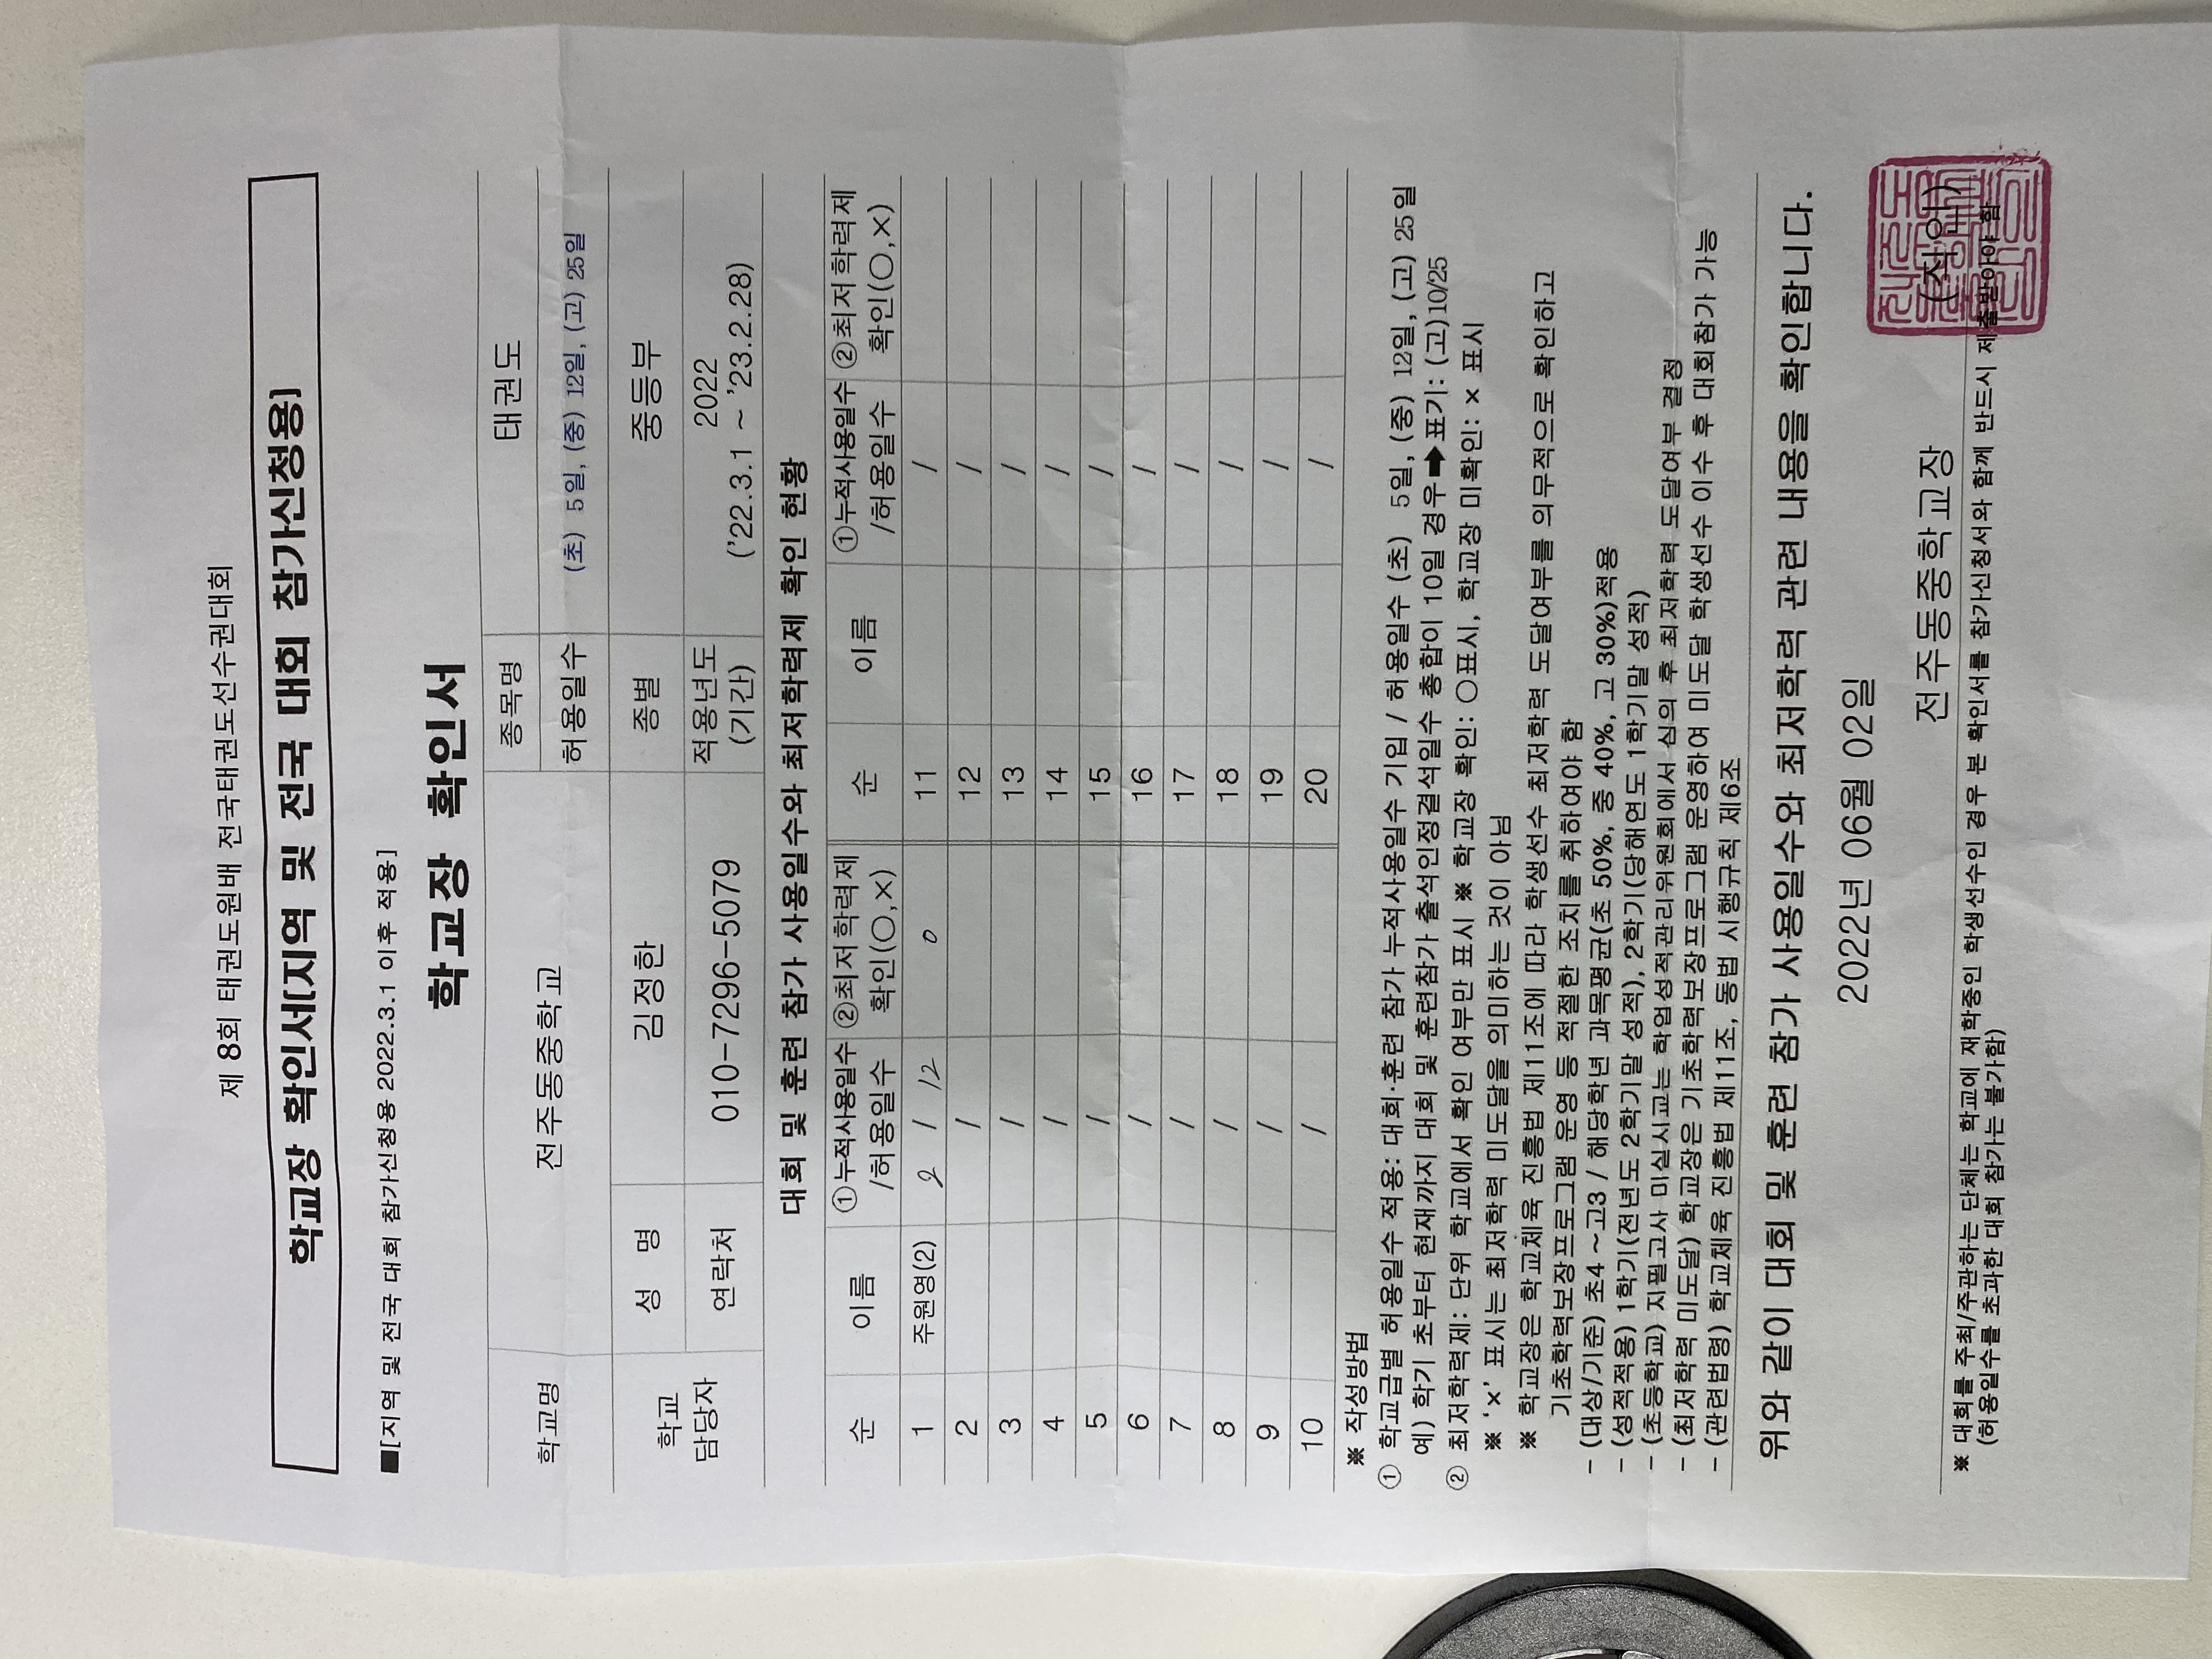 제 8회 태권도원배 전국태권도선수권대회
학교장 확인서[지역 및 전국 대회 참가신청용]
■[지역 및 전국 대회 참가신청용 2022.3.1 이후 적용]
학교장 확인서
학교명 전주동중학교 종목명 태권도
허용일수 (초) 5일, (중) 12일, (고) 25일
학교 담당자 성 명 김정한 종별 중등부
연락처 010-7296-5079 적용년도 (기간) 2022 ('22.3.1 ~ '23.2.28)
대회 및 훈련 참가 사용일수와 최저학력제 확인 현황
순 이름 ①누적사용일수 /허용일수 ②최저학력제 확인(○,×) 순 이름 ①누적사용일수 /허용일수 ②최저학력제 확인(○,×)
1 주원영(2) 2 / 12 0 11 /
2 / 12 /
3 / 13 /
4 / 14 /
5 / 15 /
6 / 16 /
7 / 17 /
8 / 18 /
9 / 19 /
10 / 20 /
※ 작성방법
① 학교급별 허용일수 적용: 대회·훈련 참가 누적사용일수 기입 / 허용일수 (초) 5일, (중) 12일, (고) 25일
예) 학기 초부터 현재까지 대회 및 훈련참가 출석인정결석일수 총합이 10일 경우➡표기: (고)10/25
② 최저학력제: 단위 학교에서 확인 여부만 표시 ※ 학교장 확인: ○표시, 학교장 미확인: × 표시
※ '×' 표시는 최저학력 미도달을 의미하는 것이 아님
※ 학교장은 학교체육 진흥법 제11조에 따라 학생선수 최저학력 도달여부를 의무적으로 확인하고
기초학력보장프로그램 운영 등 적절한 조치를 취하여야 함
- (대상/기준) 초4 ~고3 / 해당학년 과목평균(초 50%, 중 40%, 고 30%)적용
- (성적적용) 1학기(전년도 2학기말 성적), 2학기(당해연도 1학기말 성적)
- (초등학교) 지필고사 미실시교는 학업성적관리위원회에서 심의 후 최저학력 도달여부 결정
- (최저학력 미도달) 학교장은 기초학력보장프로그램 운영하여 미도달 학생선수 이수 후 대회참가 가능
- (관련법령) 학교체육 진흥법 제11조, 동법 시행규칙 제6조
위와 같이 대회 및 훈련 참가 사용일수와 최저학력 관련 내용을 확인합니다.
2022년 06월 02일
전주동중학교장 (직인)
※ 대회를 주최/주관하는 단체는 학교에 재학중인 학생선수인 경우 본 확인서를 참가신청서와 함께 반드시 제출받아야 함
(허용일수를 초과한 대회 참가는 불가함)